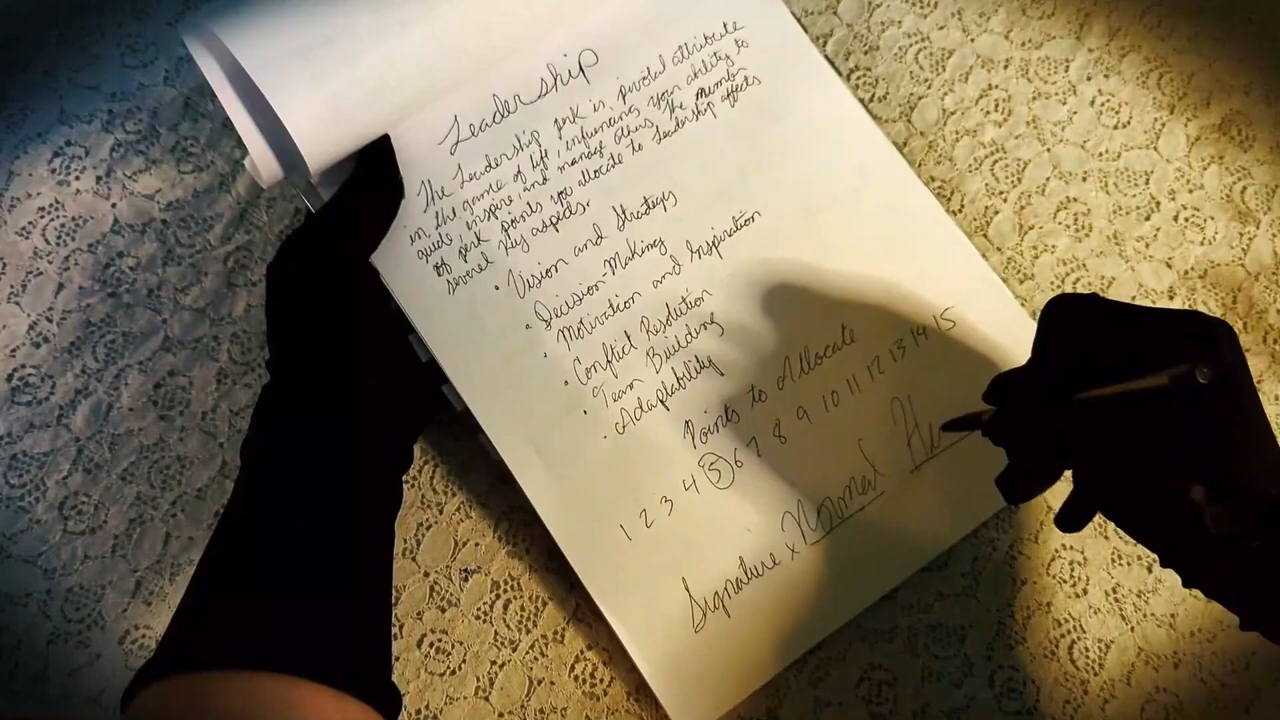 Leadership
The Leadership perk is pivotal attribute
in the game of life, influencing your ability to
guide, inspire, and manage others. The number
of perk points you allocate to Leadership affects
several key aspects.
• Vision and Strategys
• Decision-Making
• Motivation and Inspiration
• Conflict Resolution
• Team Building
• Adaptability
Points to Allocate
1 2 3 4 5 6 7 8 9 10 11 12 13 14 15
Signature x